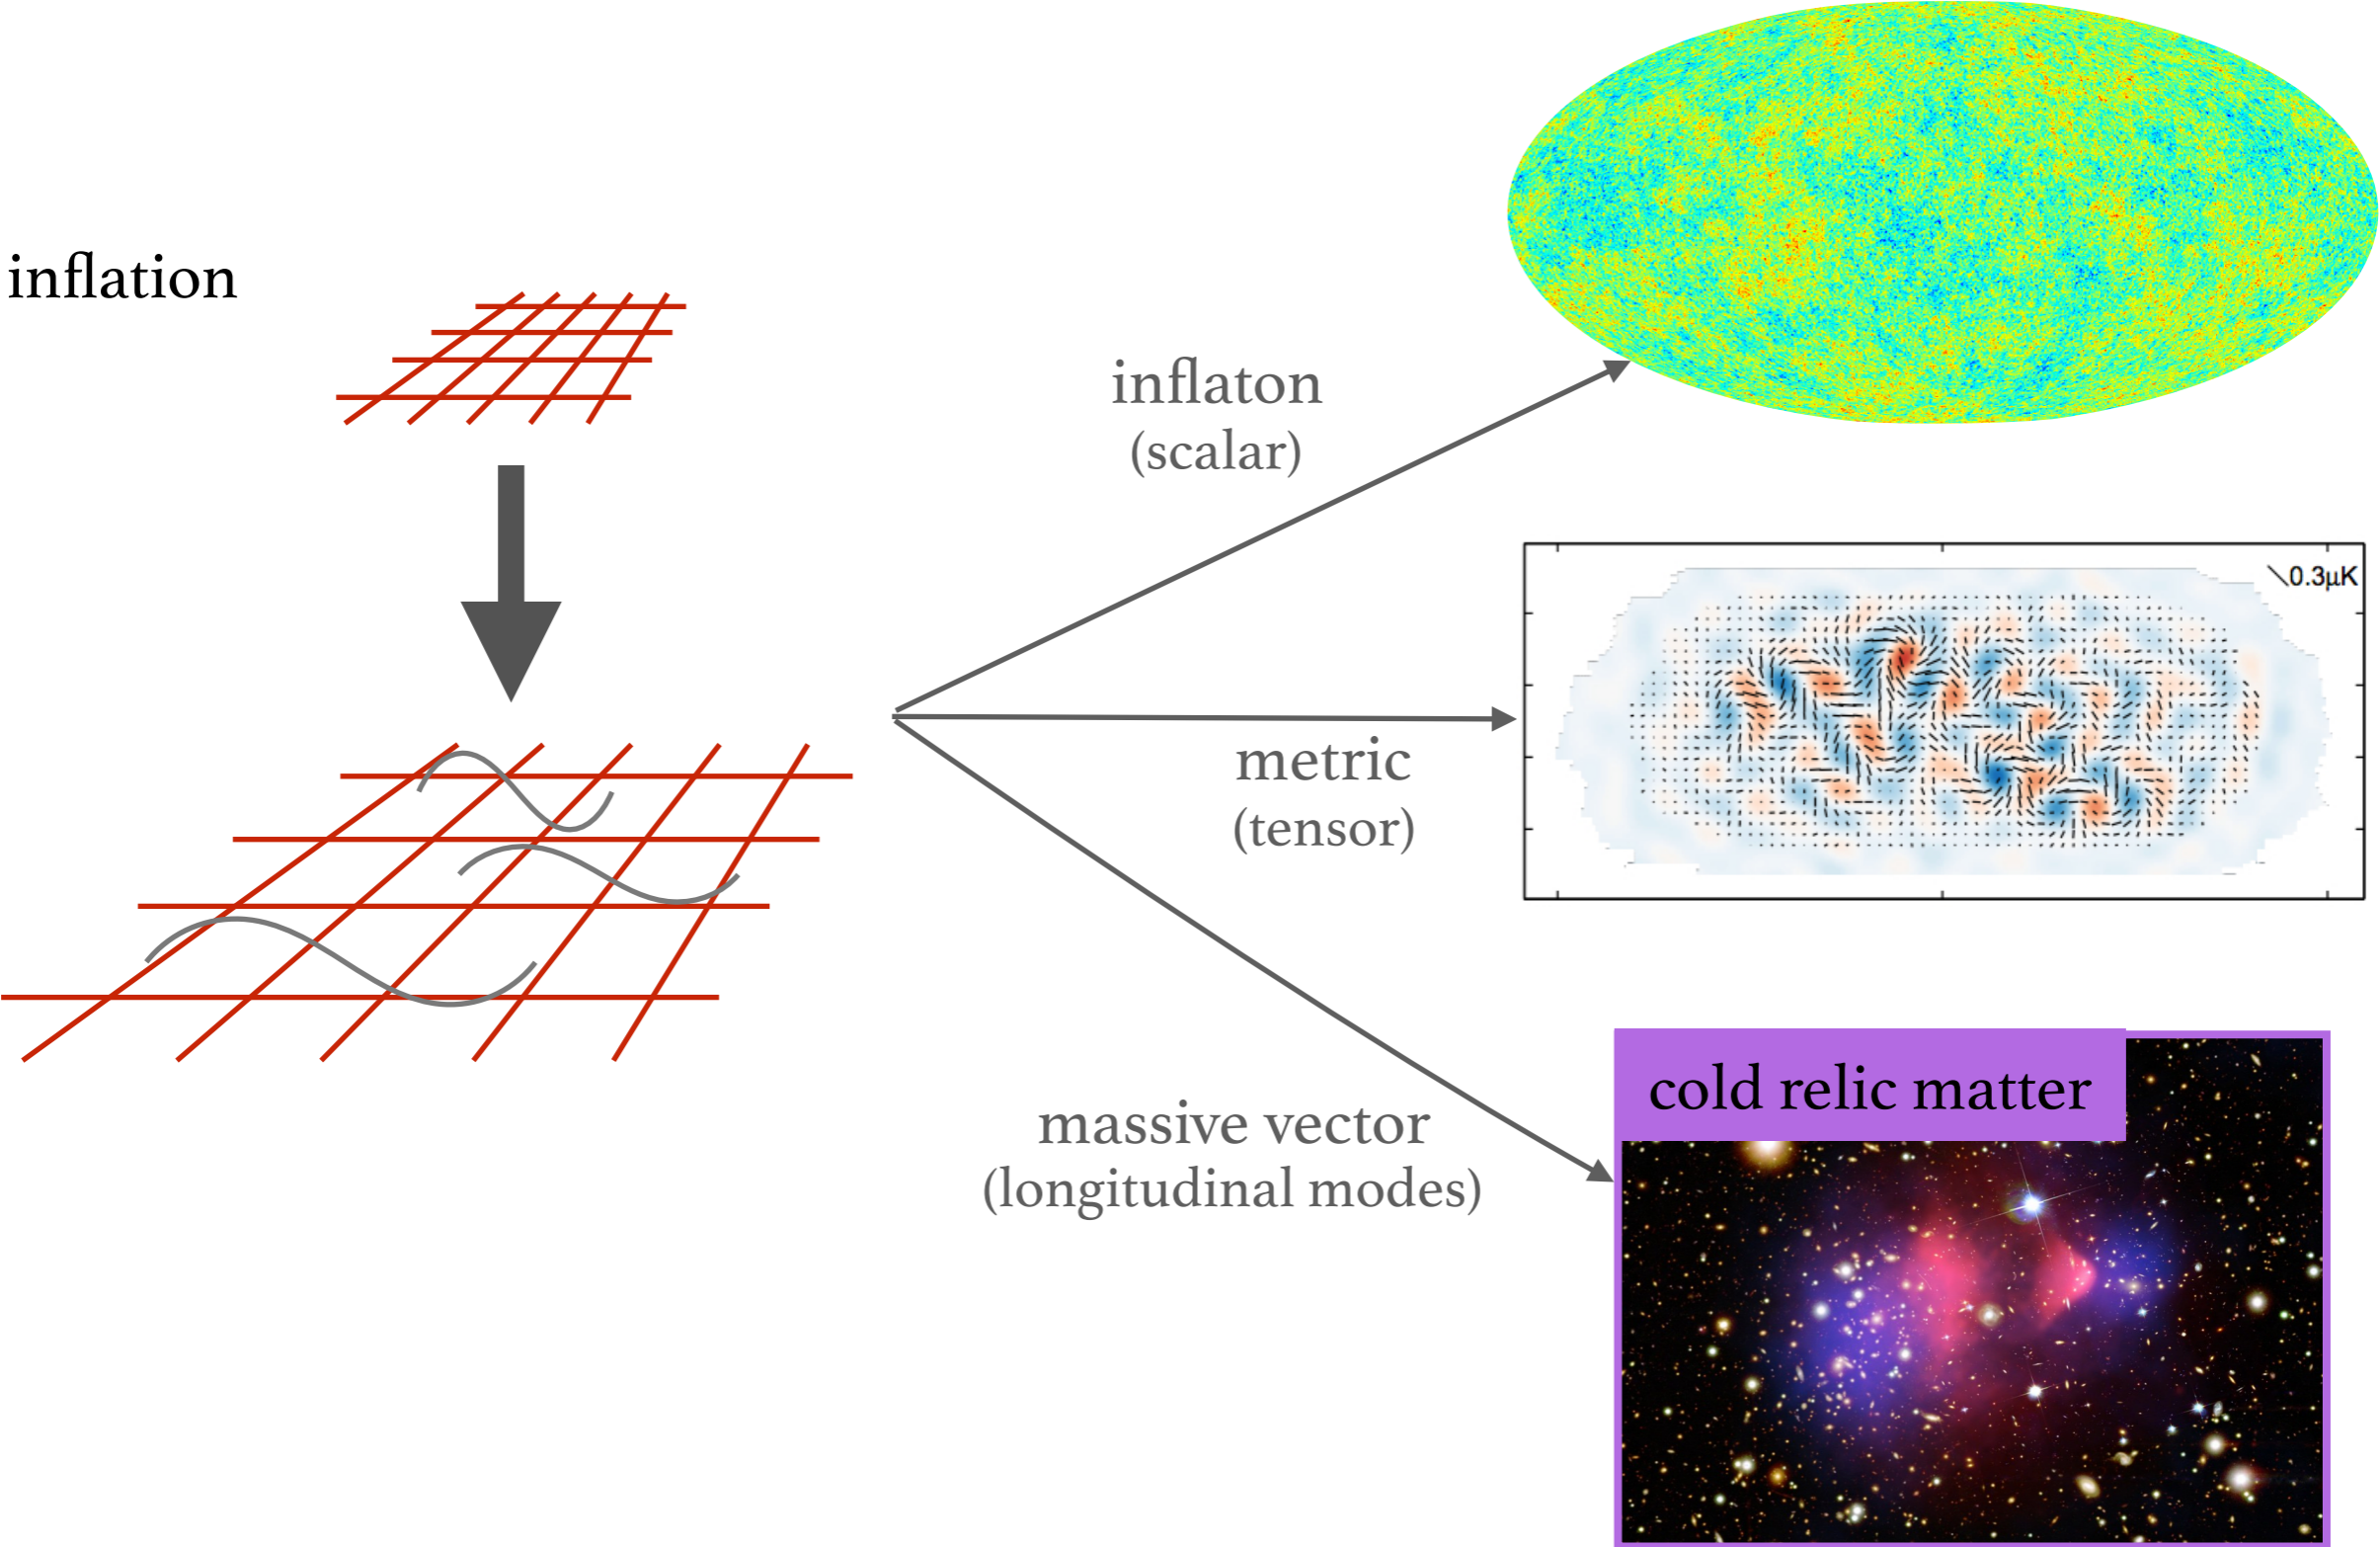 inflation
inflaton
(scalar)
0.3μK
metric
(tensor)
cold relic matter
massive vector
(longitudinal modes)